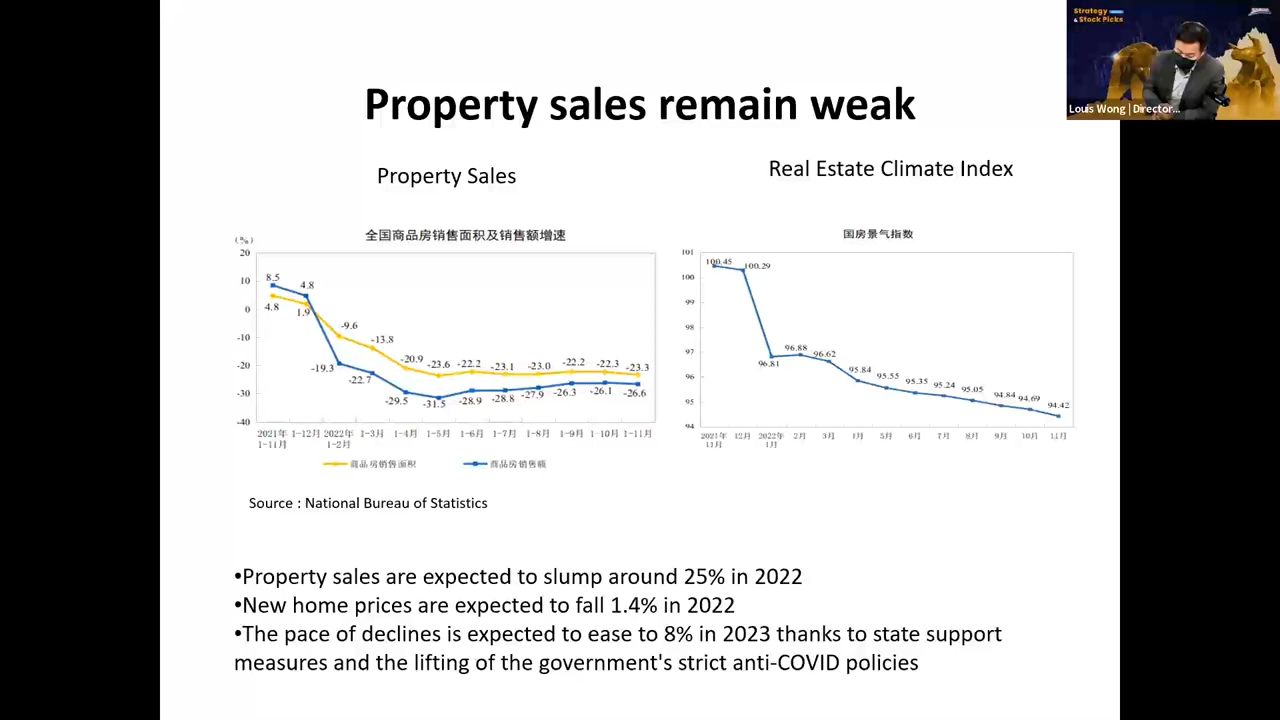 Strategy
& Stock Picks
Louis Wong | Director...
Property sales remain weak
Property Sales
Real Estate Climate Index
全国商品房销售面积及销售额增速
(%)
20
10
0
-10
-20
-30
-40
8.5
4.8
4.8
1.9
-9.6
-13.8
-20.9
-23.6
-22.2
-23.1
-23.0
-22.2
-22.3
-23.3
-19.3
-22.7
-29.5
-31.5
-28.9
-28.8
-27.9
-26.3
-26.1
-26.6
2021年 1-12月 2022年 1-3月 1-4月 1-5月 1-6月 1-7月 1-8月 1-9月 1-10月 1-11月
1-11月 1-2月
商品房销售面积 商品房销售额
国房景气指数
101
100
99
98
97
96
95
94
100.45
100.29
96.81
96.88
96.62
95.84
95.55
95.35
95.24
95.05
94.84
94.69
94.42
2021年 12月 2022年 2月 3月 5月 6月 7月 8月 9月 10月 11月
11月 1月
Source : National Bureau of Statistics
•Property sales are expected to slump around 25% in 2022
•New home prices are expected to fall 1.4% in 2022
•The pace of declines is expected to ease to 8% in 2023 thanks to state support
measures and the lifting of the government's strict anti-COVID policies